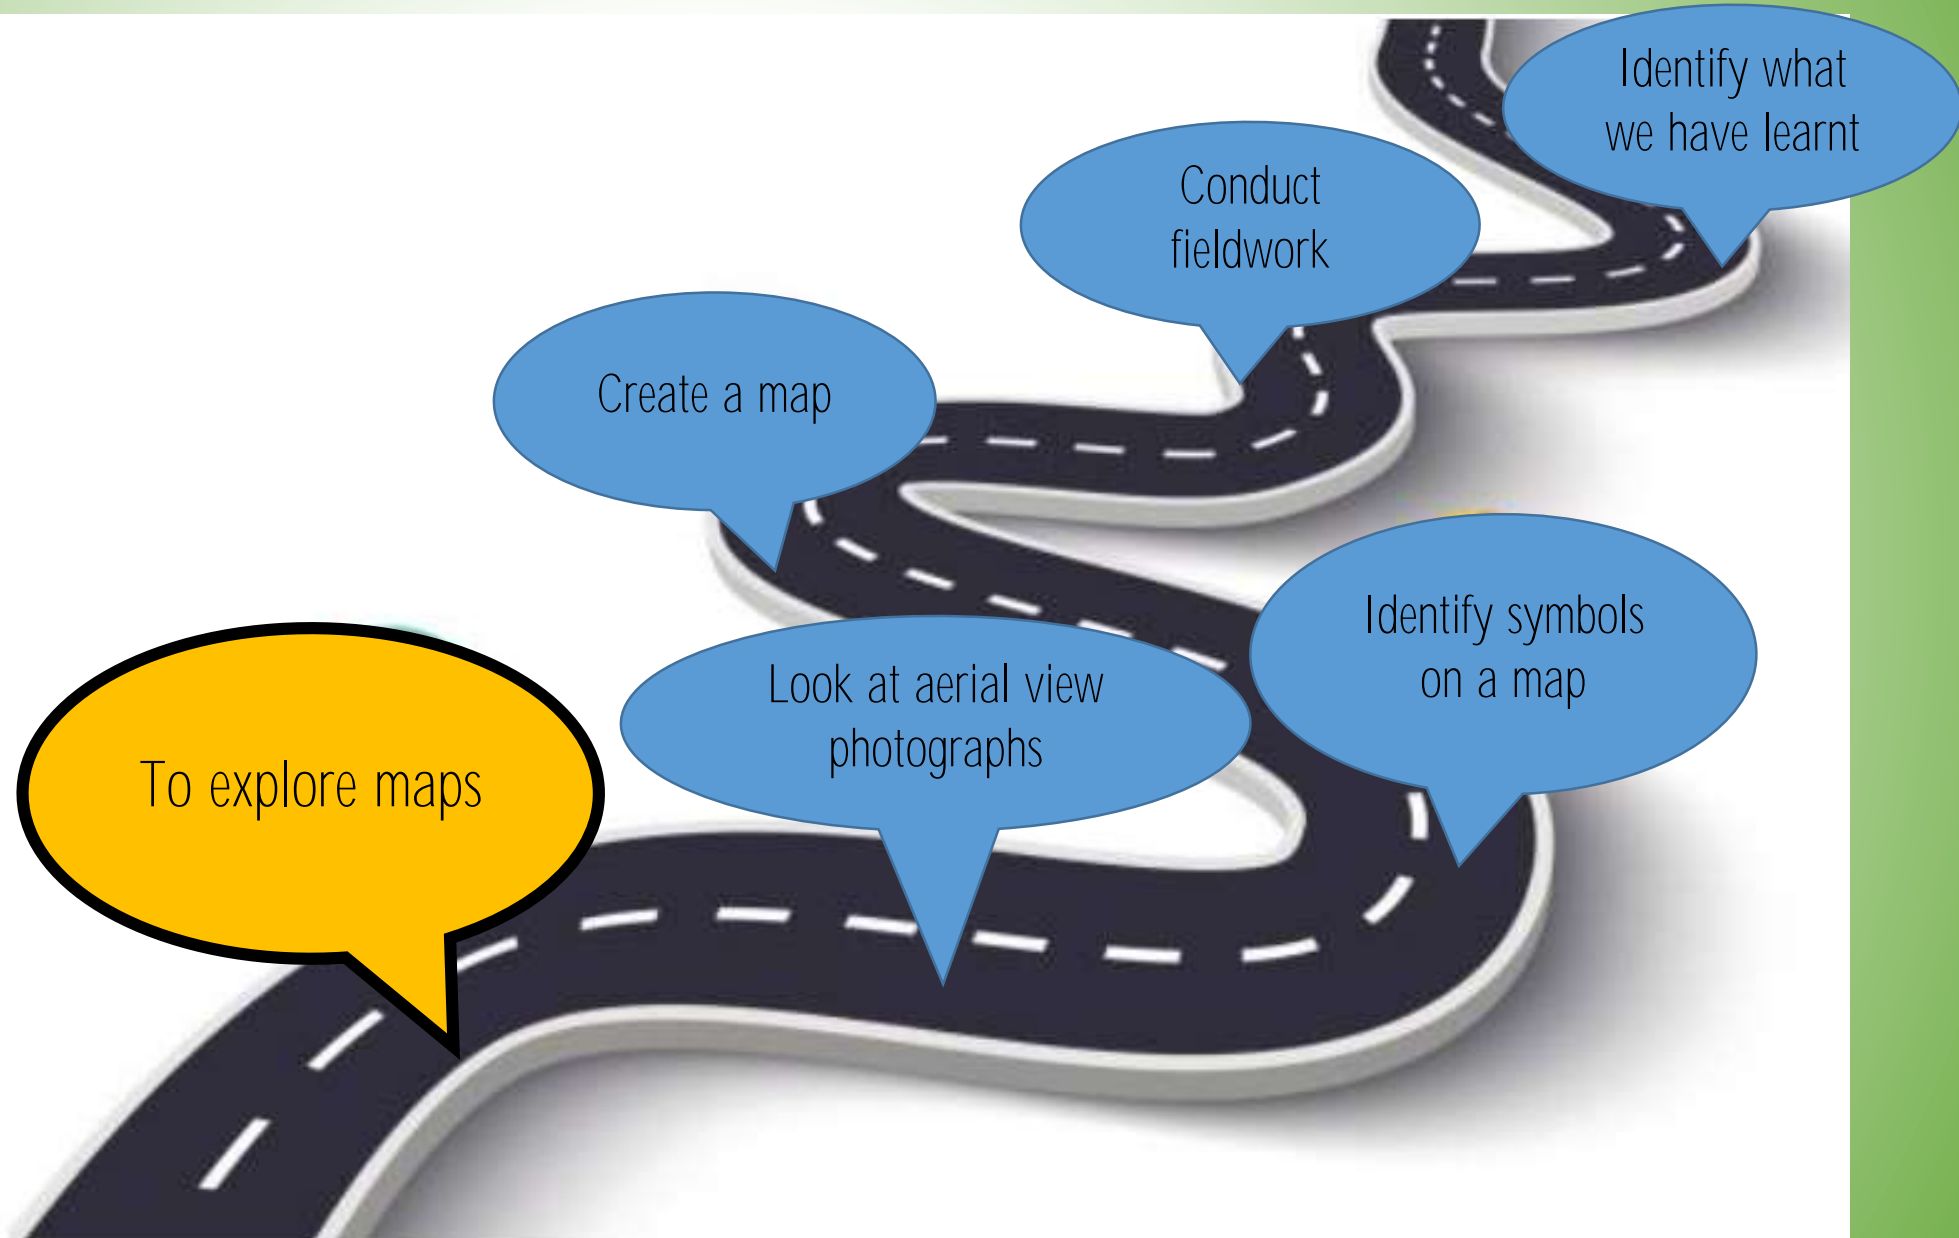 Identify what
we have learnt
Conduct
fieldwork
Create a map
Identify symbols
on a map
Look at aerial view
photographs
To explore maps